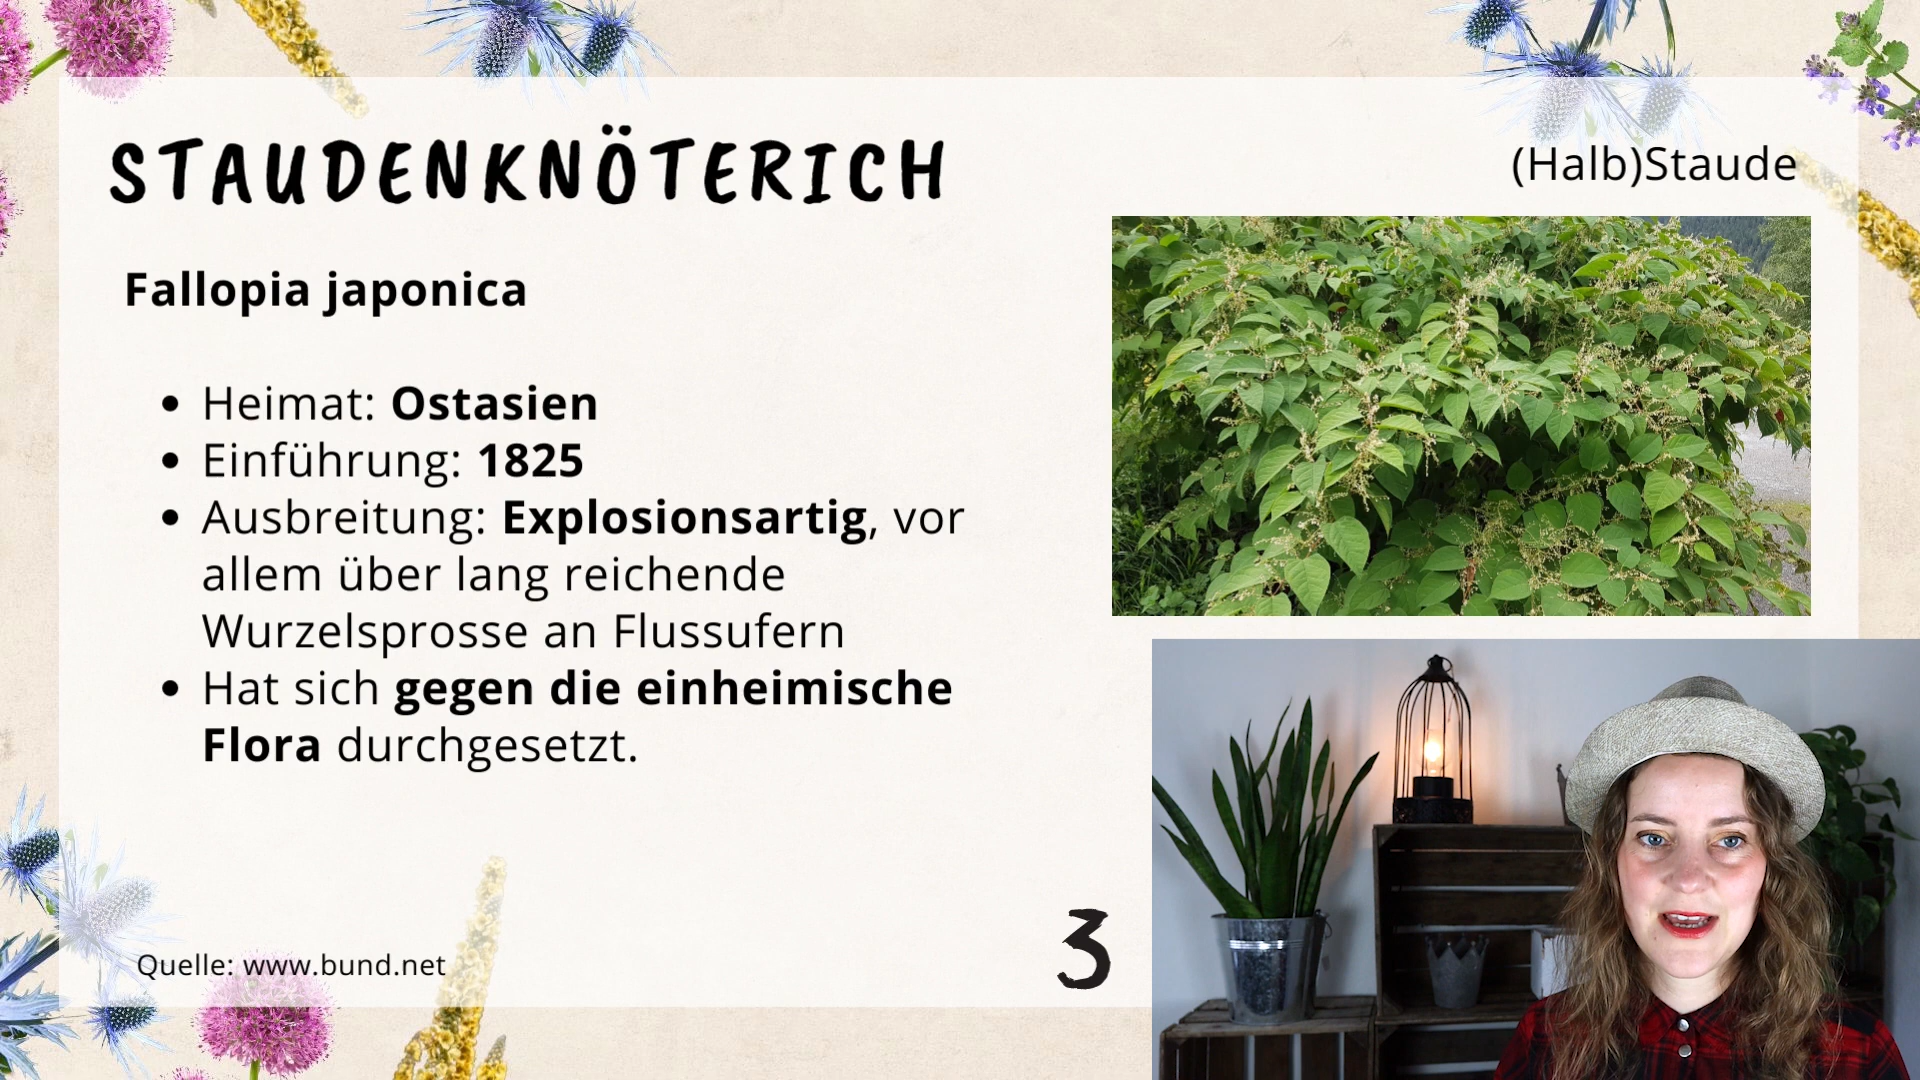 STAUDENKNÖTERICH
(Halb)Staude
Fallopia japonica
• Heimat: Ostasien
• Einführung: 1825
• Ausbreitung: Explosionsartig, vor
allem über lang reichende
Wurzelsprosse an Flussufern
• Hat sich gegen die einheimische
Flora durchgesetzt.
Quelle: www.bund.net
3